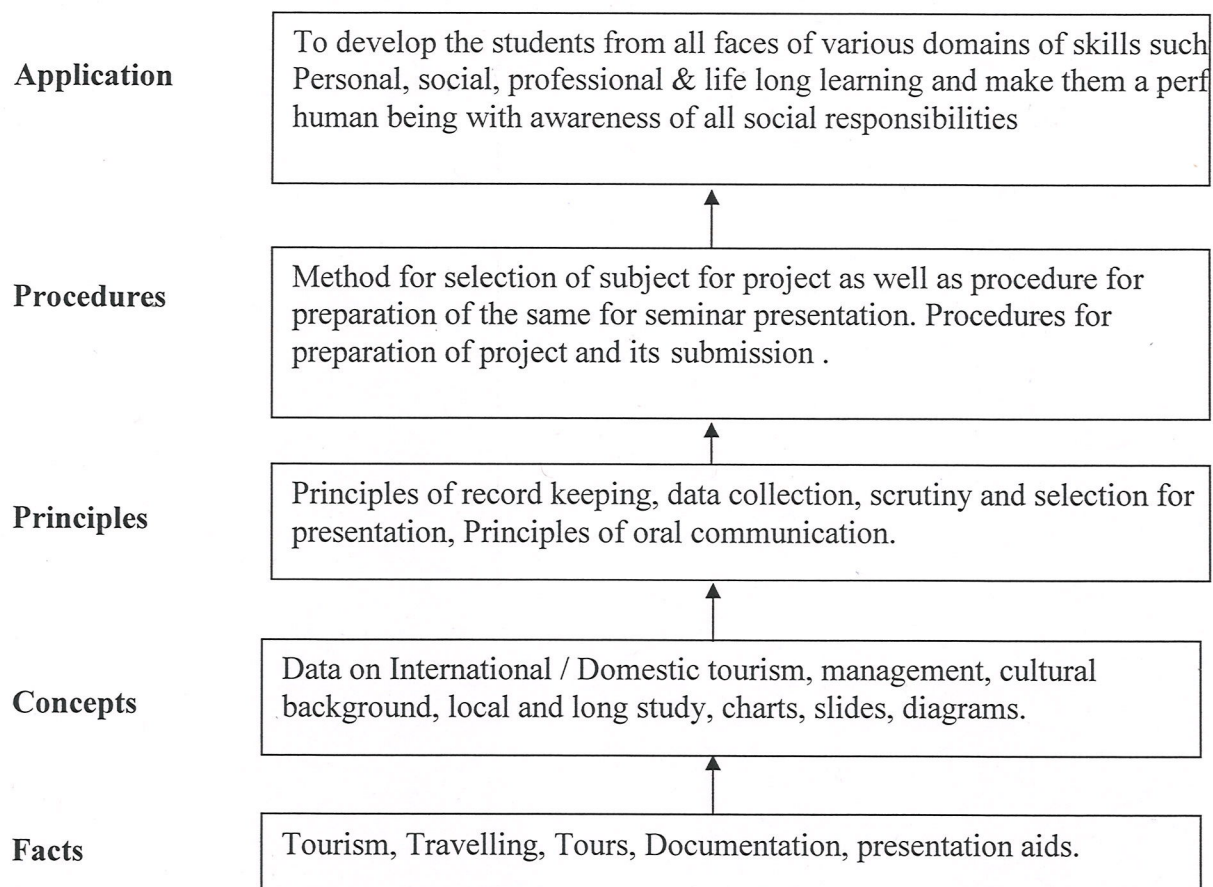 Application
To develop the students from all faces of various domains of skills such
Personal, social, professional & life long learning and make them a perf
human being with awareness of all social responsibilities
Procedures
Method for selection of subject for project as well as procedure for
preparation of the same for seminar presentation. Procedures for
preparation of project and its submission .
Principles
Principles of record keeping, data collection, scrutiny and selection for
presentation, Principles of oral communication.
Concepts
Data on International / Domestic tourism, management, cultural
background, local and long study, charts, slides, diagrams.
Facts
Tourism, Travelling, Tours, Documentation, presentation aids.